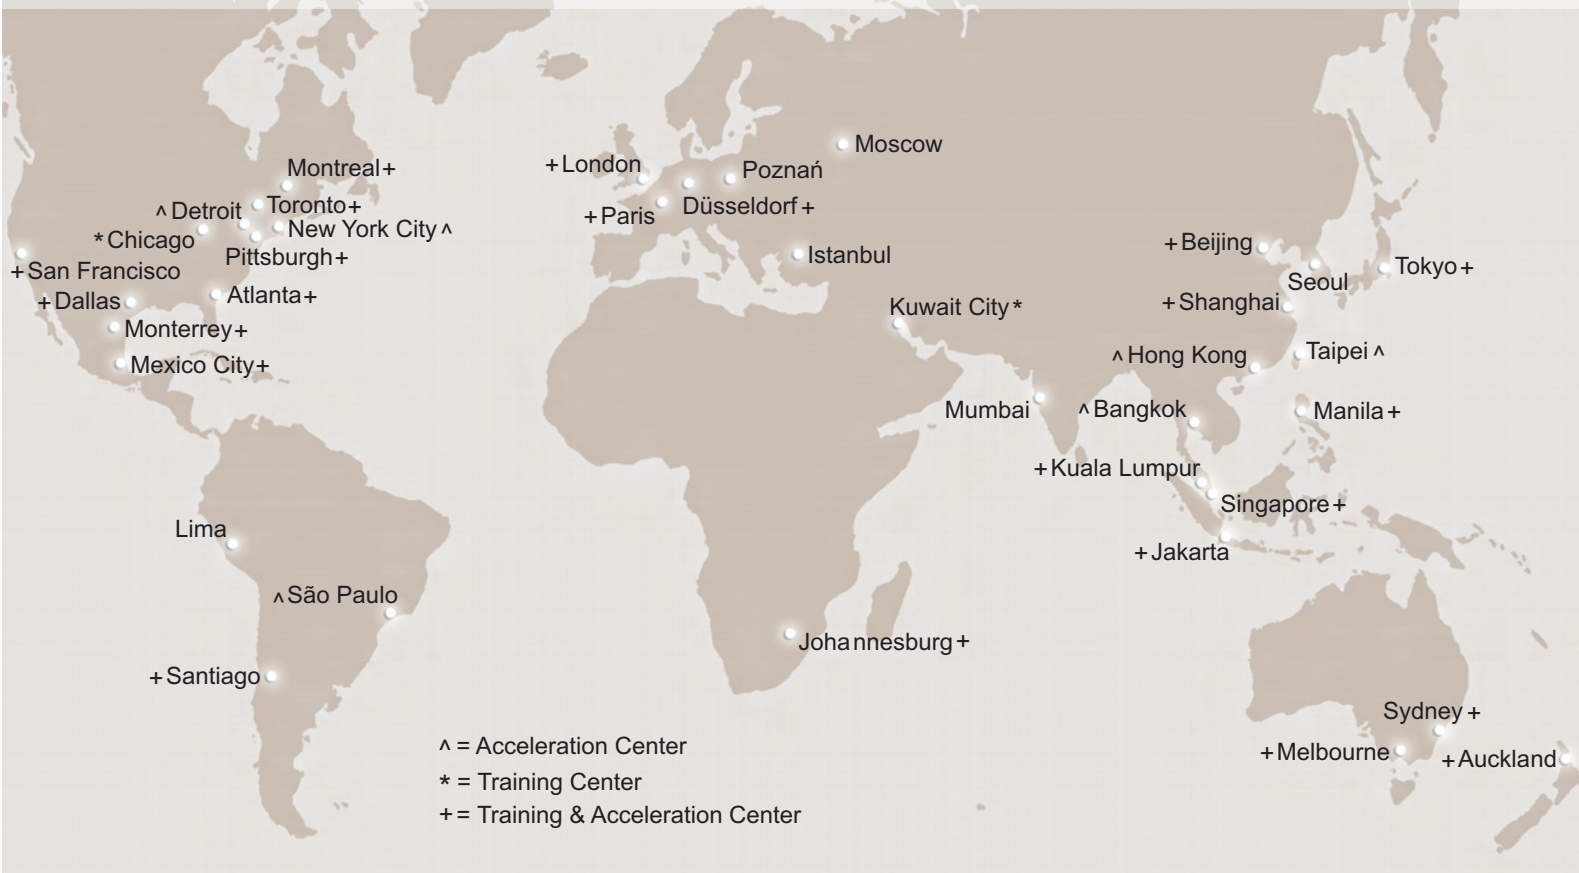 Moscow
Montreal+
+London
Poznań
^Detroit
Toronto+
+Paris
Düsseldorf+
*Chicago
New York City^
Pittsburgh+
Istanbul
+Beijing
+San Francisco
Seoul
Tokyo+
+Dallas
Atlanta+
Kuwait City*
+Shanghai
Monterrey+
^Hong Kong
Taipei^
Mexico City+
Mumbai
^Bangkok
Manila+
+Kuala Lumpur
Singapore+
Lima
+Jakarta
^São Paulo
Johannesburg+
+Santiago
Sydney+
+Melbourne
+Auckland
^ = Acceleration Center
* = Training Center
+ = Training & Acceleration Center